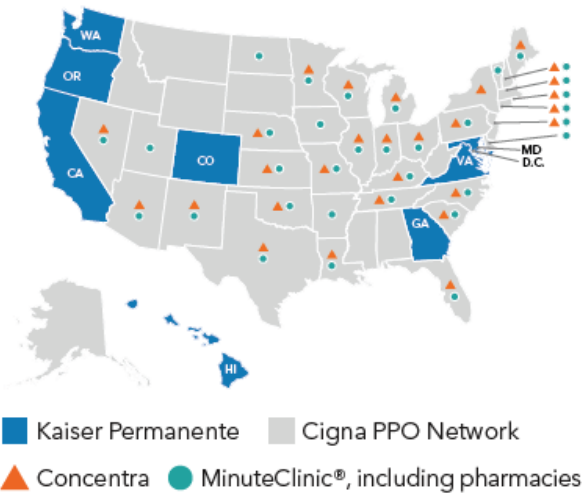 WA
OR
CA
CO
MD
VA
D.C.
GA
HI
Kaiser Permanente
Cigna PPO Network
Concentra
MinuteClinic®, including pharmacies